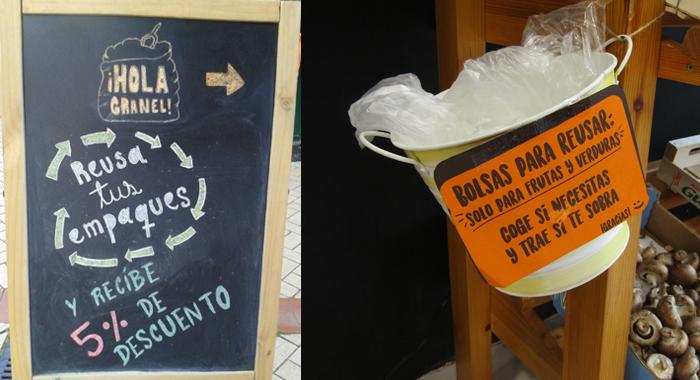 ¡HOLA
GRANEL!
Reusa
tus
empaques
Y RECIBE
5% DE
DESCUENTO
BOLSAS PARA REUSAR:
SOLO PARA FRUTAS Y VERDURAS
COGE SI NECESITAS
Y TRAE SI TE SOBRA
¡GRACIAS!